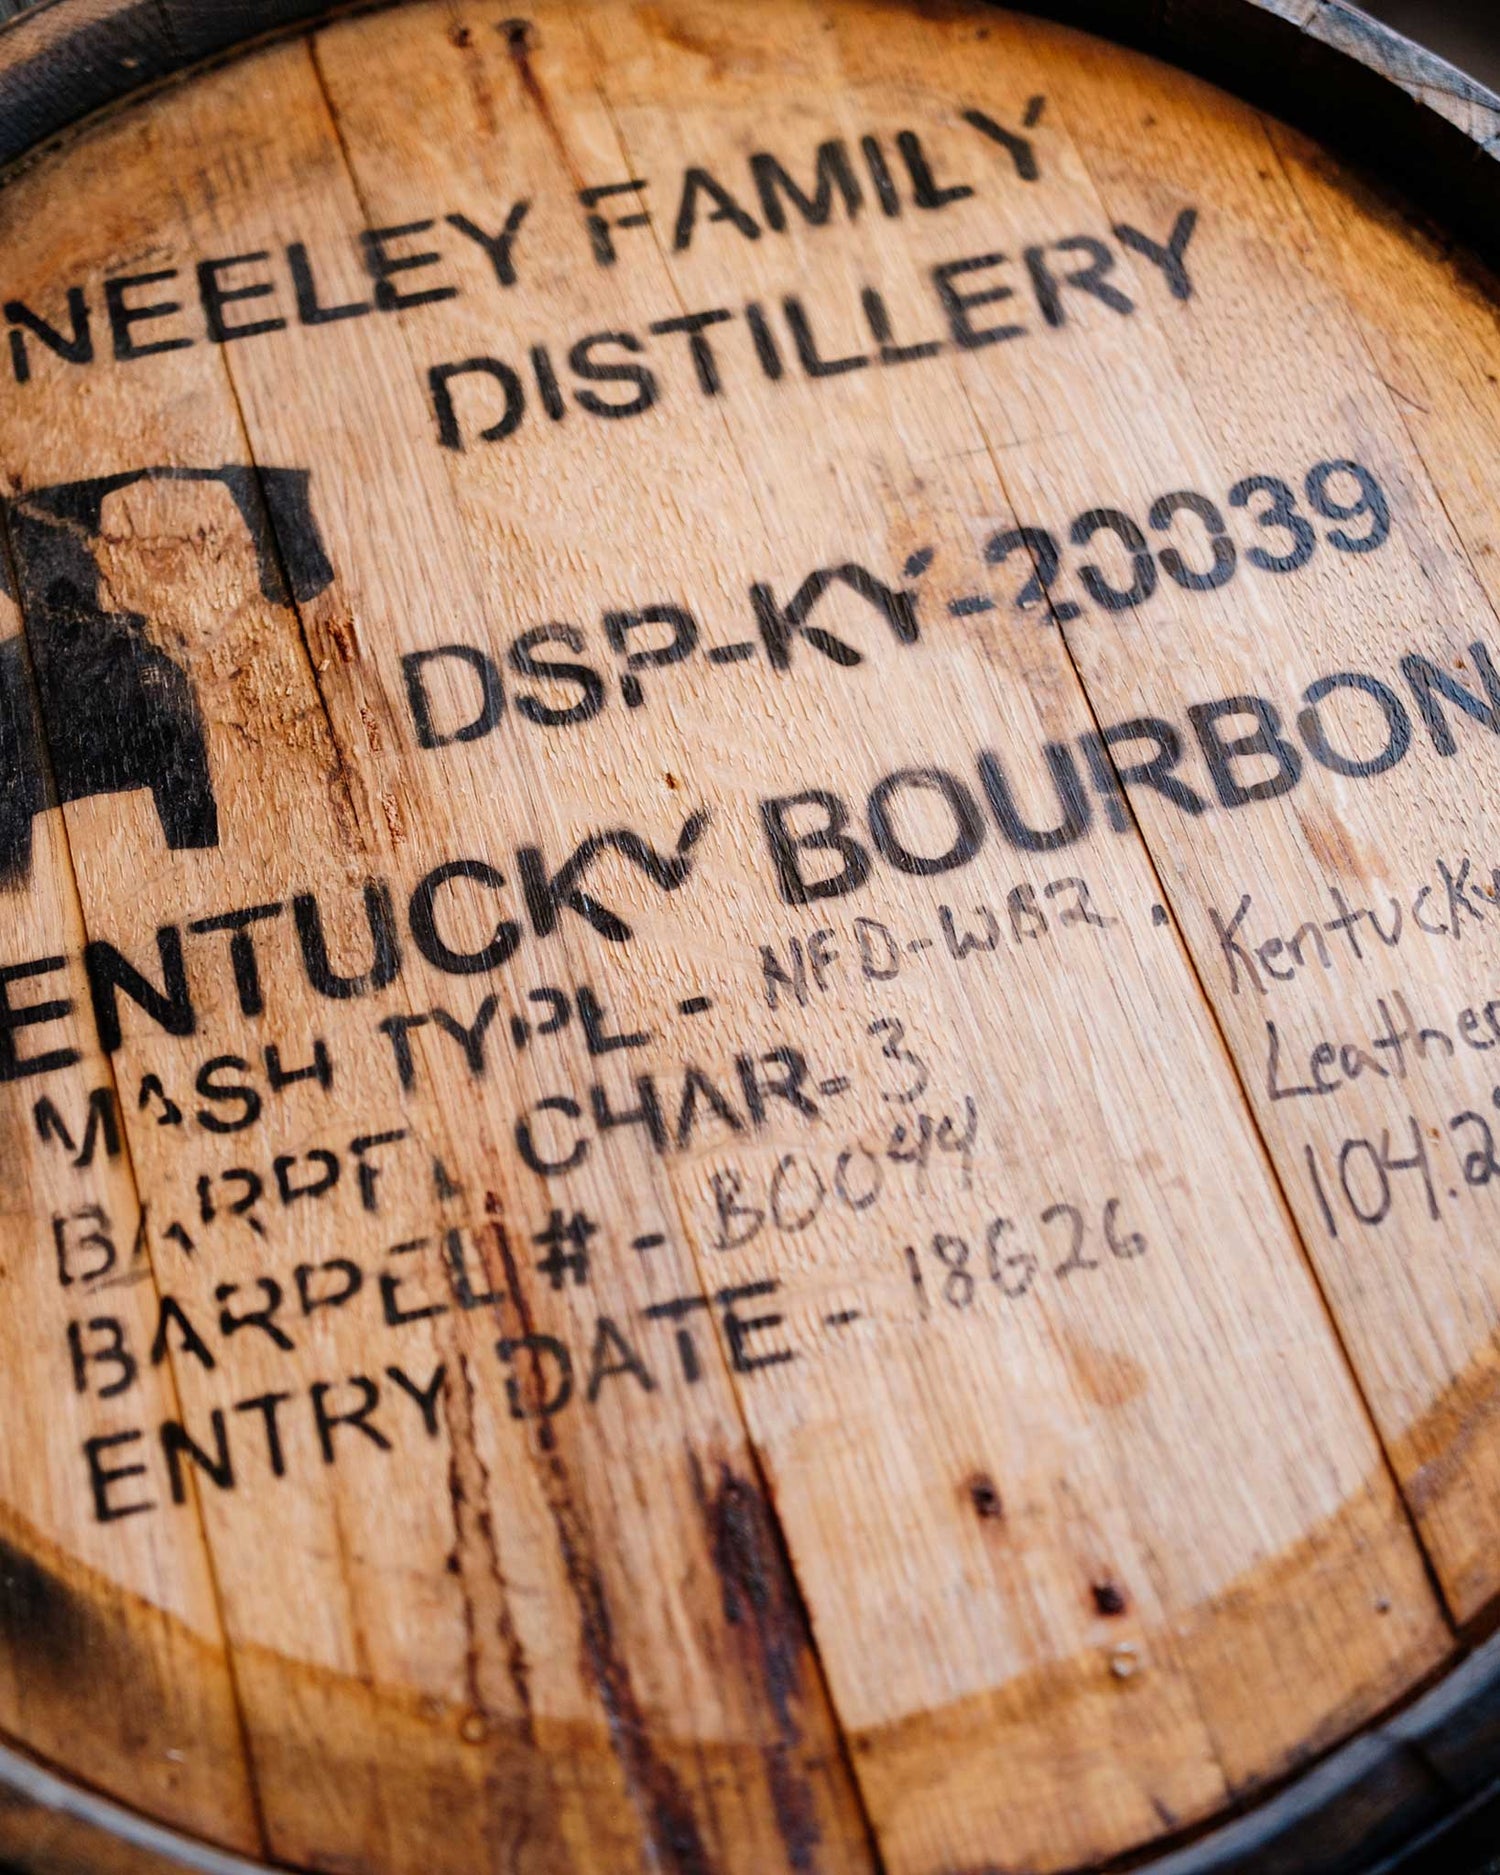 NEELEY FAMILY
DISTILLERY
DSP-KY-20039
ENTUCKY BOURBON
MASH TYPE - NFD-WB2 .
BARREL CHAR- 3
BARREL # - B0044
ENTRY DATE - 18G26
Kentucky
Leather
104.2